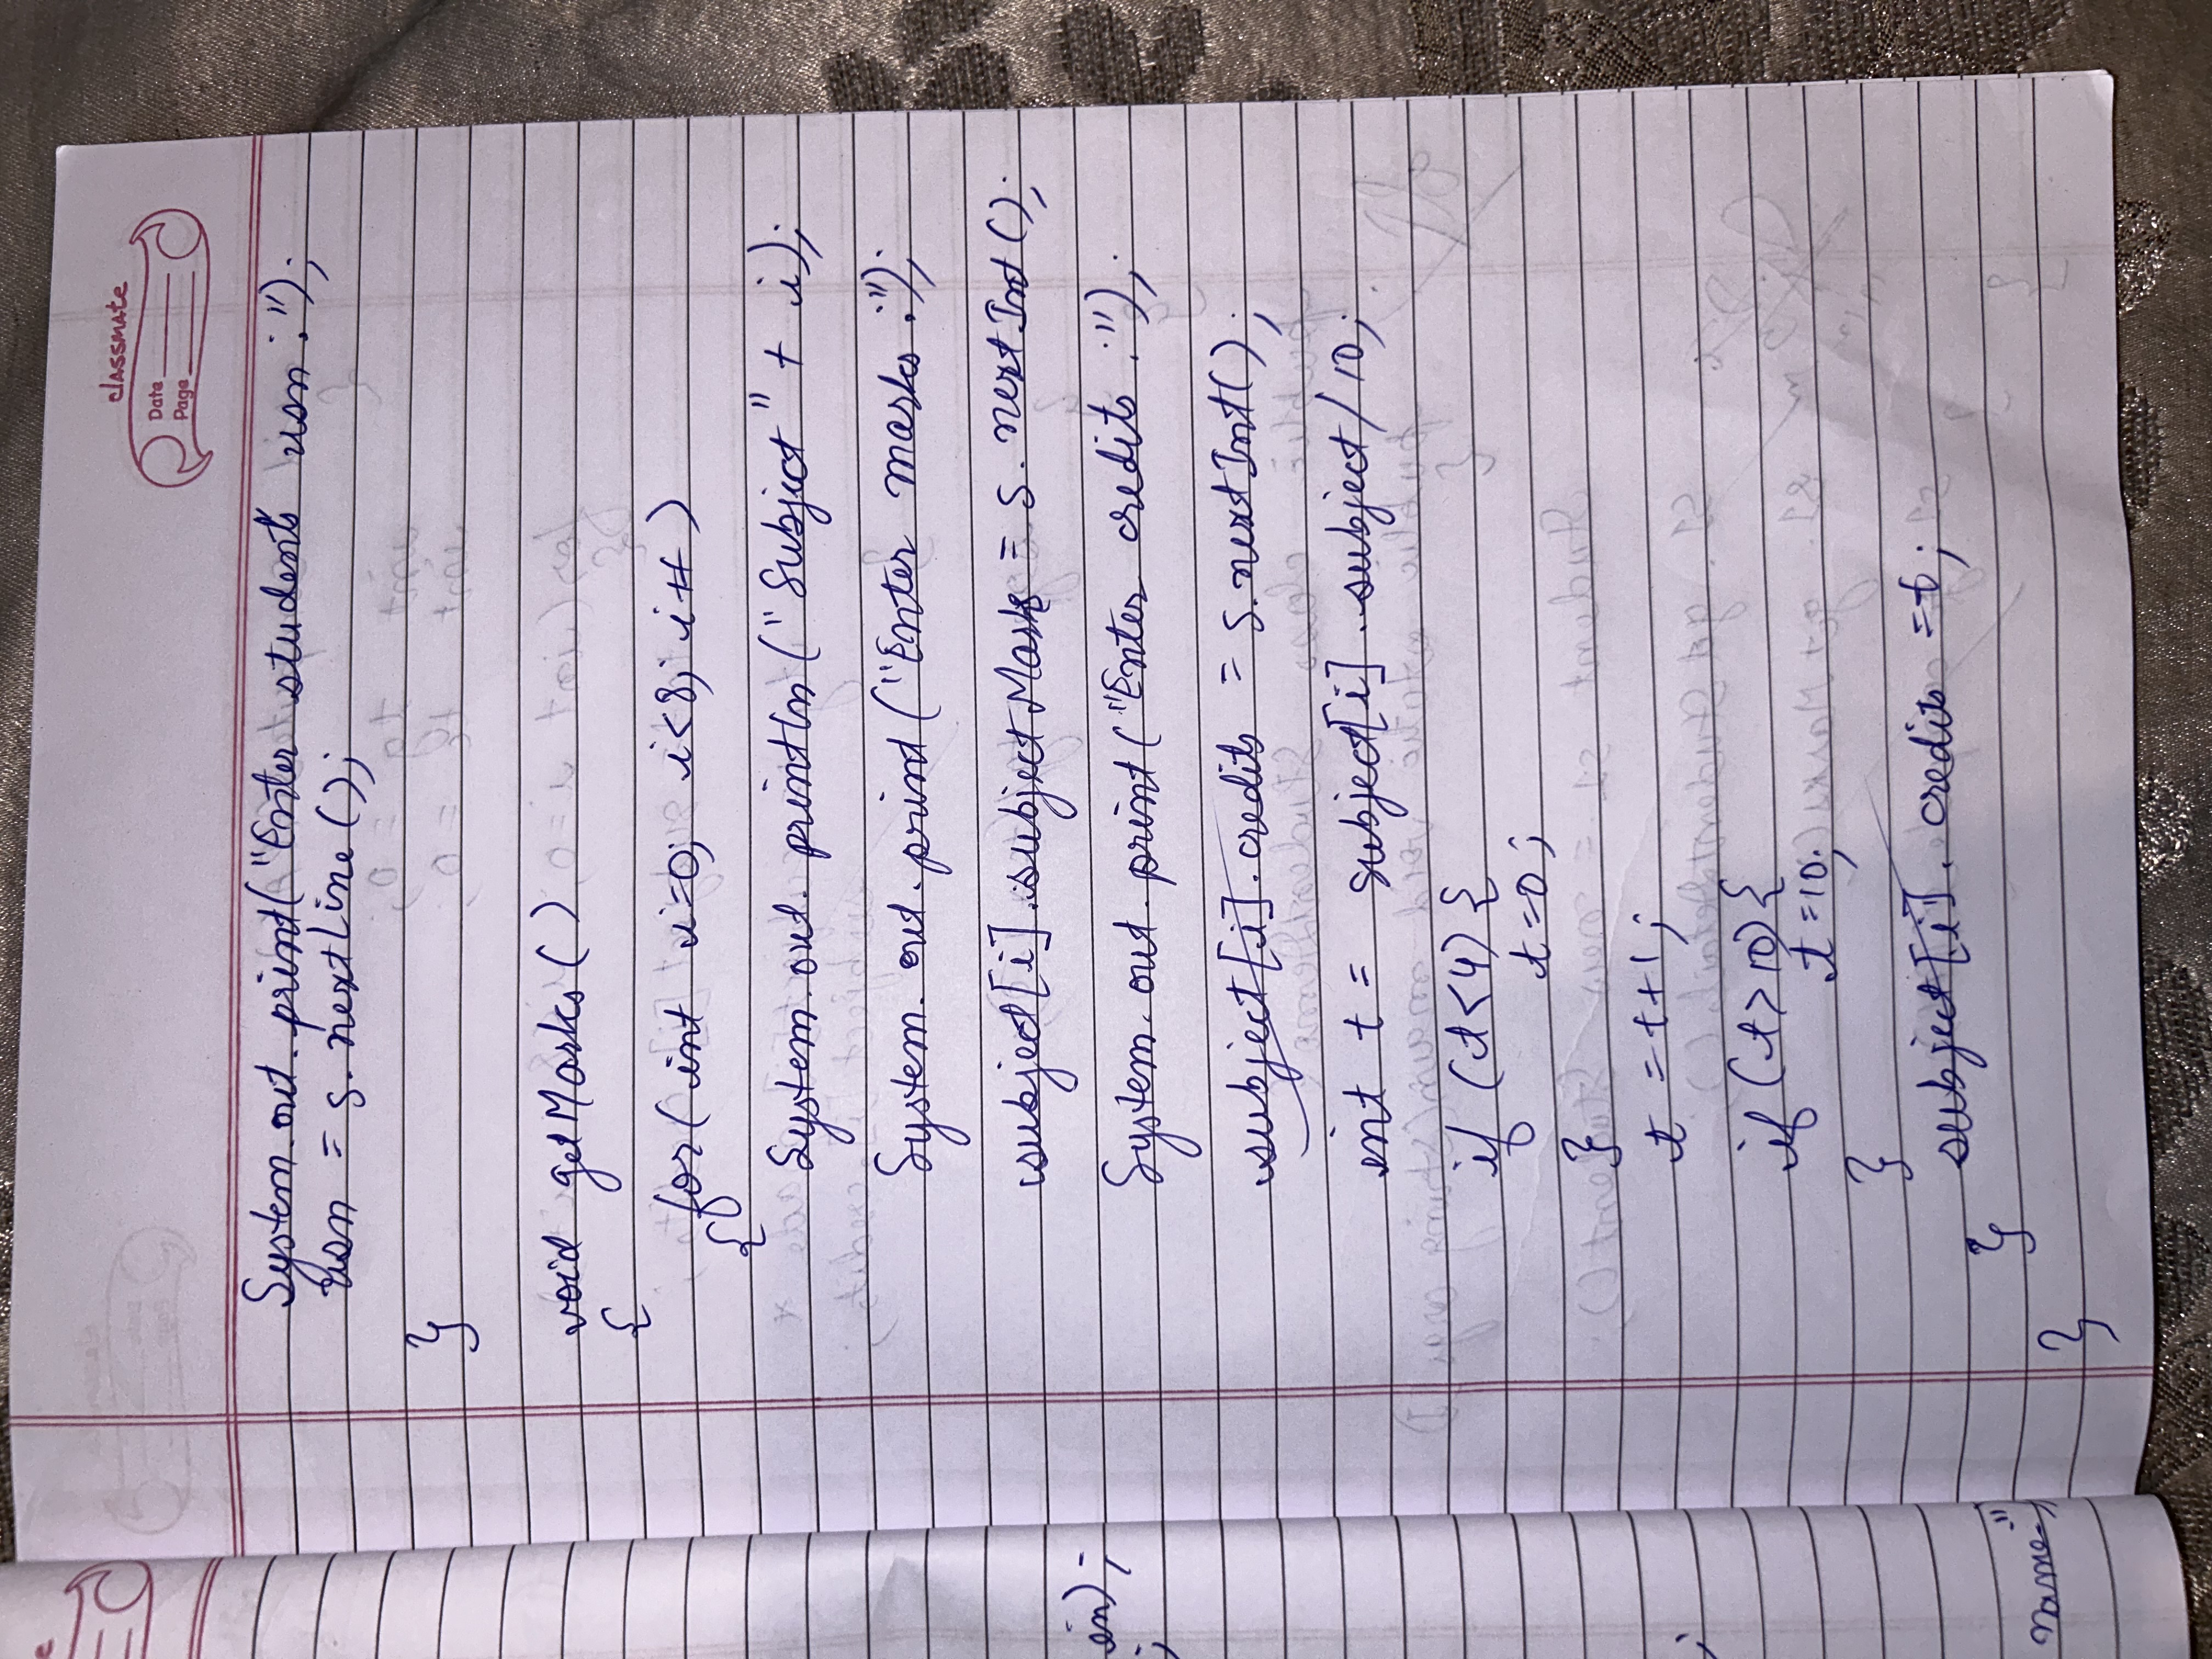 classmate
Date
Page
System.out.print("Enter students usn :");
usn = s.nextLine();
}
void getMarks()
{
for(int i=0; i<8; i++)
{
System.out.println("Subject" + i);
System.out.print("Enter marks :");
subject[i].subjectMarks = s.nextInt();
System.out.print("Enter credits :");
subject[i].credits = s.nextInt();
int t = subject[i].subject/10;
if (t<4) {
t=0;
}
t = t+1;
if (t>10) {
t=10;
}
subject[i].credits = t;
}
}
in);
;
;
name:")